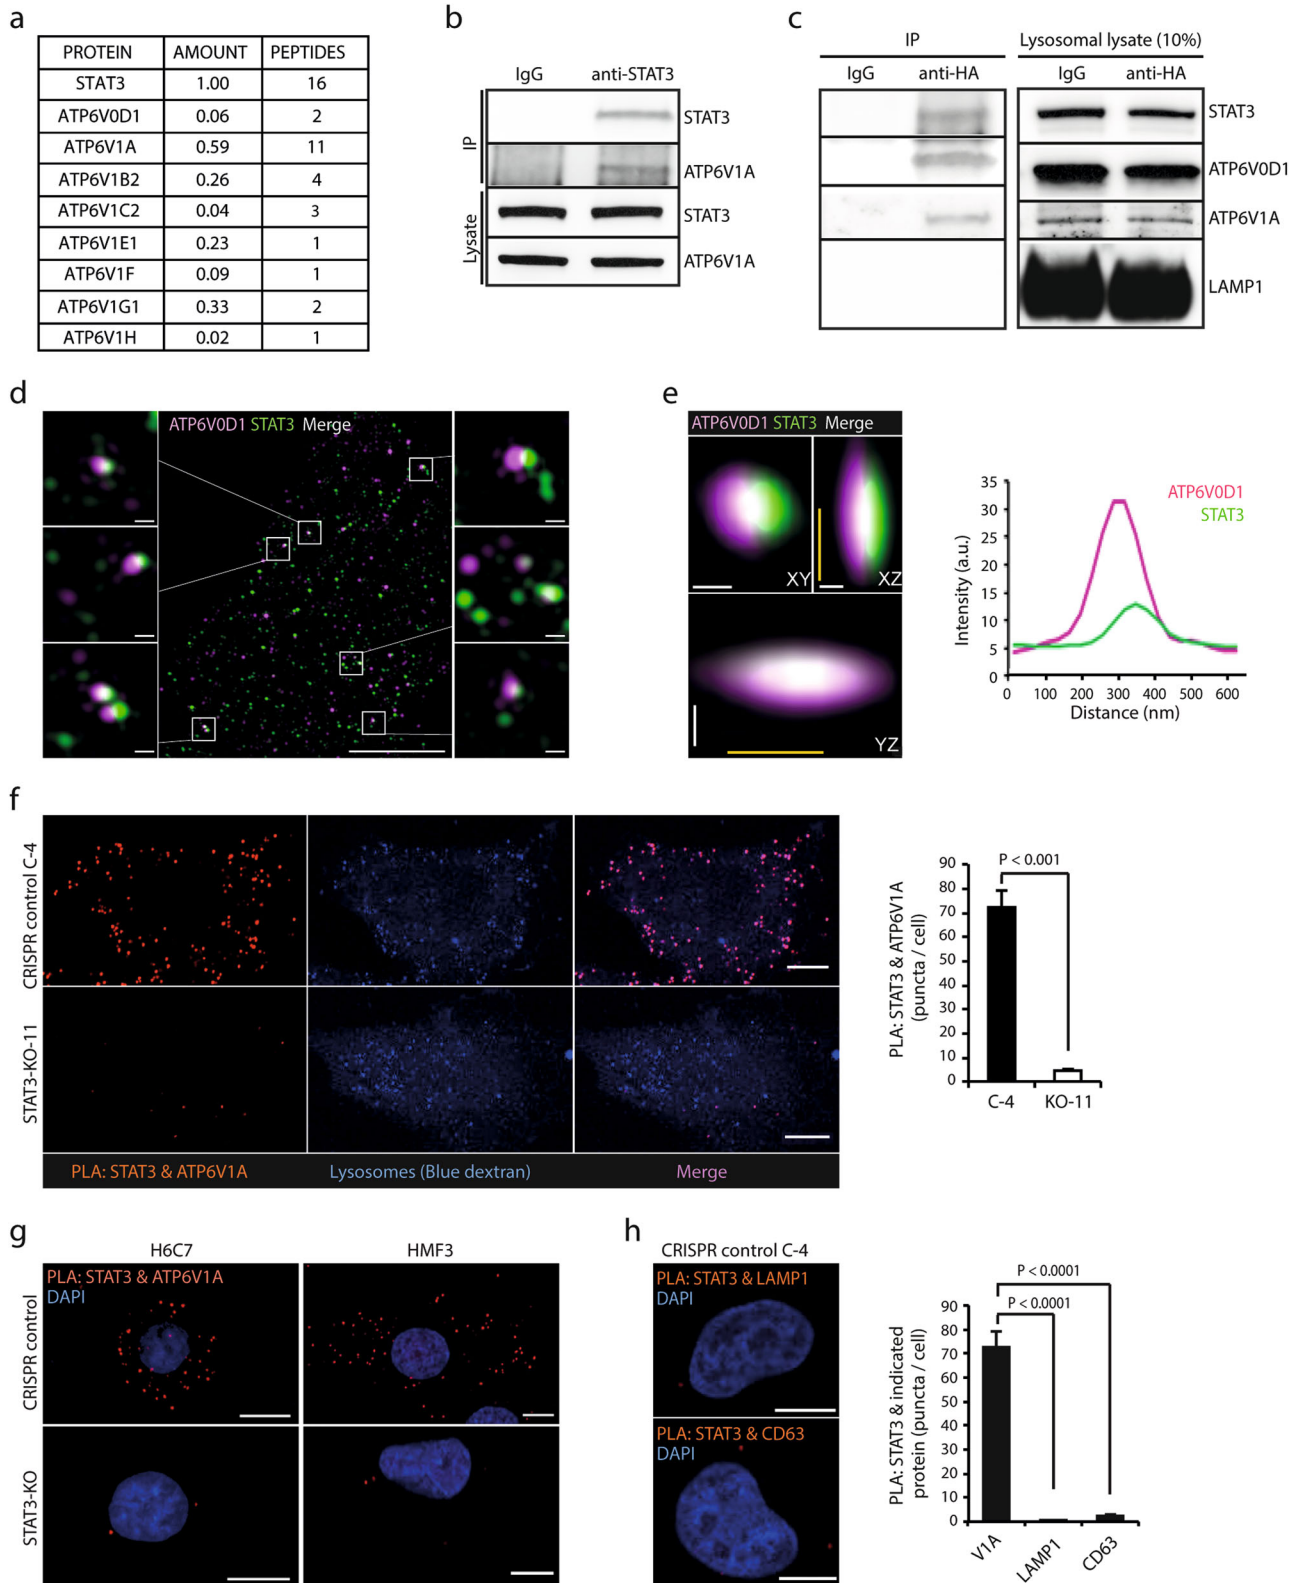 a
PROTEIN AMOUNT PEPTIDES
STAT3 1.00 16
ATP6V0D1 0.06 2
ATP6V1A 0.59 11
ATP6V1B2 0.26 4
ATP6V1C2 0.04 3
ATP6V1E1 0.23 1
ATP6V1F 0.09 1
ATP6V1G1 0.33 2
ATP6V1H 0.02 1
b
IgG anti-STAT3
IP
STAT3
ATP6V1A
Lysate
STAT3
ATP6V1A
c
IP Lysosomal lysate (10%)
IgG anti-HA IgG anti-HA
STAT3
ATP6V0D1
ATP6V1A
LAMP1
d
ATP6V0D1 STAT3 Merge
e
ATP6V0D1 STAT3 Merge
XY
XZ
YZ
Intensity (a.u.)
35
30
25
20
15
10
5
0
0 100 200 300 400 500 600
Distance (nm)
ATP6V0D1
STAT3
f
CRISPR control C-4
STAT3-KO-11
PLA: STAT3 & ATP6V1A Lysosomes (Blue dextran) Merge
PLA: STAT3 & ATP6V1A
(puncta / cell)
90
80
70
60
50
40
30
20
10
0
P < 0.001
C-4 KO-11
g
H6C7 HMF3
CRISPR control
STAT3-KO
PLA: STAT3 & ATP6V1A
DAPI
h
CRISPR control C-4
PLA: STAT3 & LAMP1
DAPI
PLA: STAT3 & CD63
DAPI
PLA: STAT3 & indicated
protein (puncta / cell)
90
80
70
60
50
40
30
20
10
0
P < 0.0001
P < 0.0001
V1A LAMP1 CD63